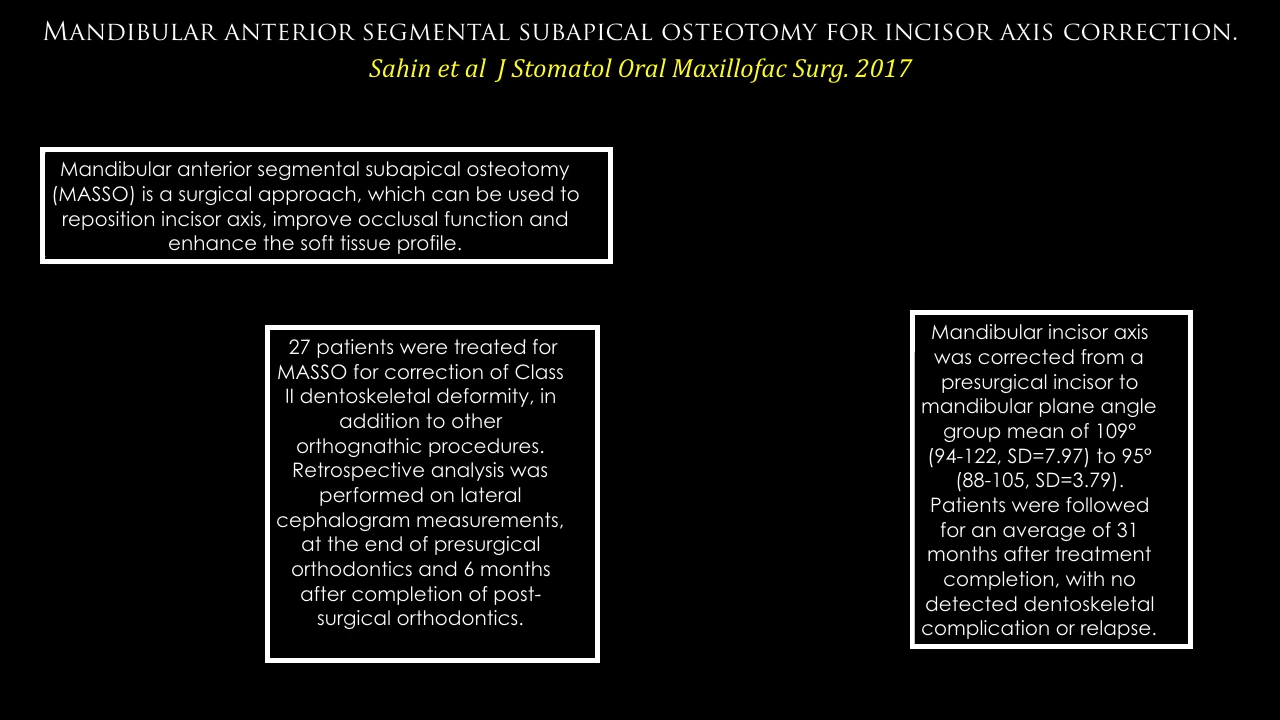 Mandibular anterior segmental subapical osteotomy for incisor axis correction.
Sahin et al J Stomatol Oral Maxillofac Surg. 2017
Mandibular anterior segmental subapical osteotomy
(MASSO) is a surgical approach, which can be used to
reposition incisor axis, improve occlusal function and
enhance the soft tissue profile.
27 patients were treated for
MASSO for correction of Class
II dentoskeletal deformity, in
addition to other
orthognathic procedures.
Retrospective analysis was
performed on lateral
cephalogram measurements,
at the end of presurgical
orthodontics and 6 months
after completion of post-
surgical orthodontics.
Mandibular incisor axis
was corrected from a
presurgical incisor to
mandibular plane angle
group mean of 109°
(94-122, SD=7.97) to 95°
(88-105, SD=3.79).
Patients were followed
for an average of 31
months after treatment
completion, with no
detected dentoskeletal
complication or relapse.